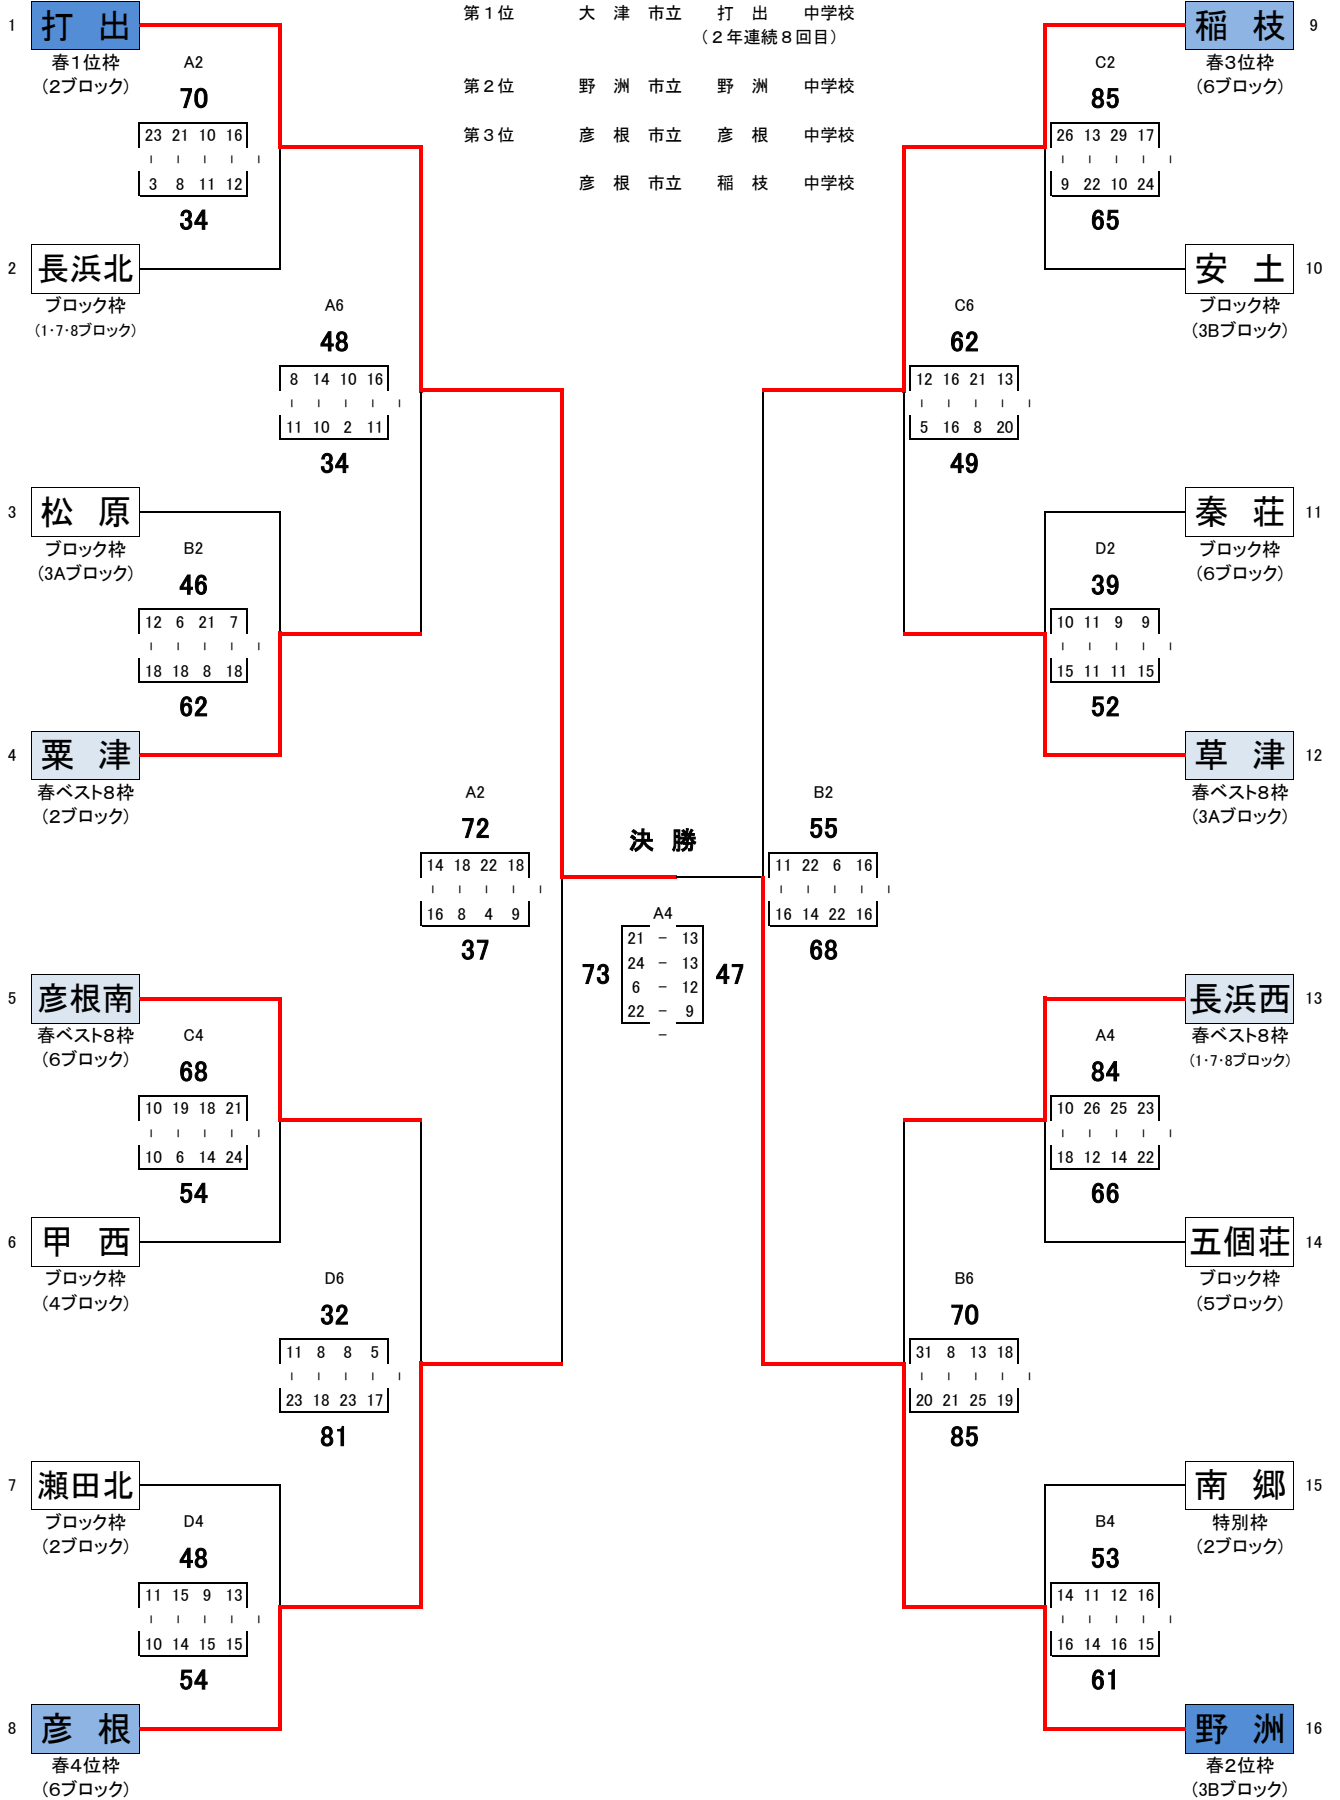 第1位 大 津 市立 打 出 中学校
(2年連続8回目)
第2位 野 洲 市立 野 洲 中学校
第3位 彦 根 市立 彦 根 中学校
彦 根 市立 稲 枝 中学校
1 打 出
春1位枠
(2ブロック)
A2
70
23 21 10 16
- - - - -
3 8 11 12
34
2 長浜北
ブロック枠
(1・7・8ブロック)
A6
48
8 14 10 16
- - - - -
11 10 2 11
34
3 松 原
ブロック枠
(3Aブロック)
B2
46
12 6 21 7
- - - - -
18 18 8 18
62
4 粟 津
春ベスト8枠
(2ブロック)
A2
72
14 18 22 18
- - - - -
16 8 4 9
37
5 彦根南
春ベスト8枠
(6ブロック)
C4
68
10 19 18 21
- - - - -
10 6 14 24
54
6 甲 西
ブロック枠
(4ブロック)
D6
32
11 8 8 5
- - - - -
23 18 23 17
81
7 瀬田北
ブロック枠
(2ブロック)
D4
48
11 15 9 13
- - - - -
10 14 15 15
54
8 彦 根
春4位枠
(6ブロック)
決 勝
A4
73 47
21 - 13
24 - 13
6 - 12
22 - 9
-
稲 枝 9
春3位枠
(6ブロック)
C2
85
26 13 29 17
- - - - -
9 22 10 24
65
安 土 10
ブロック枠
(3Bブロック)
C6
62
12 16 21 13
- - - - -
5 16 8 20
49
秦 荘 11
ブロック枠
(6ブロック)
D2
39
10 11 9 9
- - - - -
15 11 11 15
52
草 津 12
春ベスト8枠
(3Aブロック)
B2
55
11 22 6 16
- - - - -
16 14 22 16
68
長浜西 13
春ベスト8枠
(1・7・8ブロック)
A4
84
10 26 25 23
- - - - -
18 12 14 22
66
五個荘 14
ブロック枠
(5ブロック)
B6
70
31 8 13 18
- - - - -
20 21 25 19
85
南 郷 15
特別枠
(2ブロック)
B4
53
14 11 12 16
- - - - -
16 14 16 15
61
野 洲 16
春2位枠
(3Bブロック)